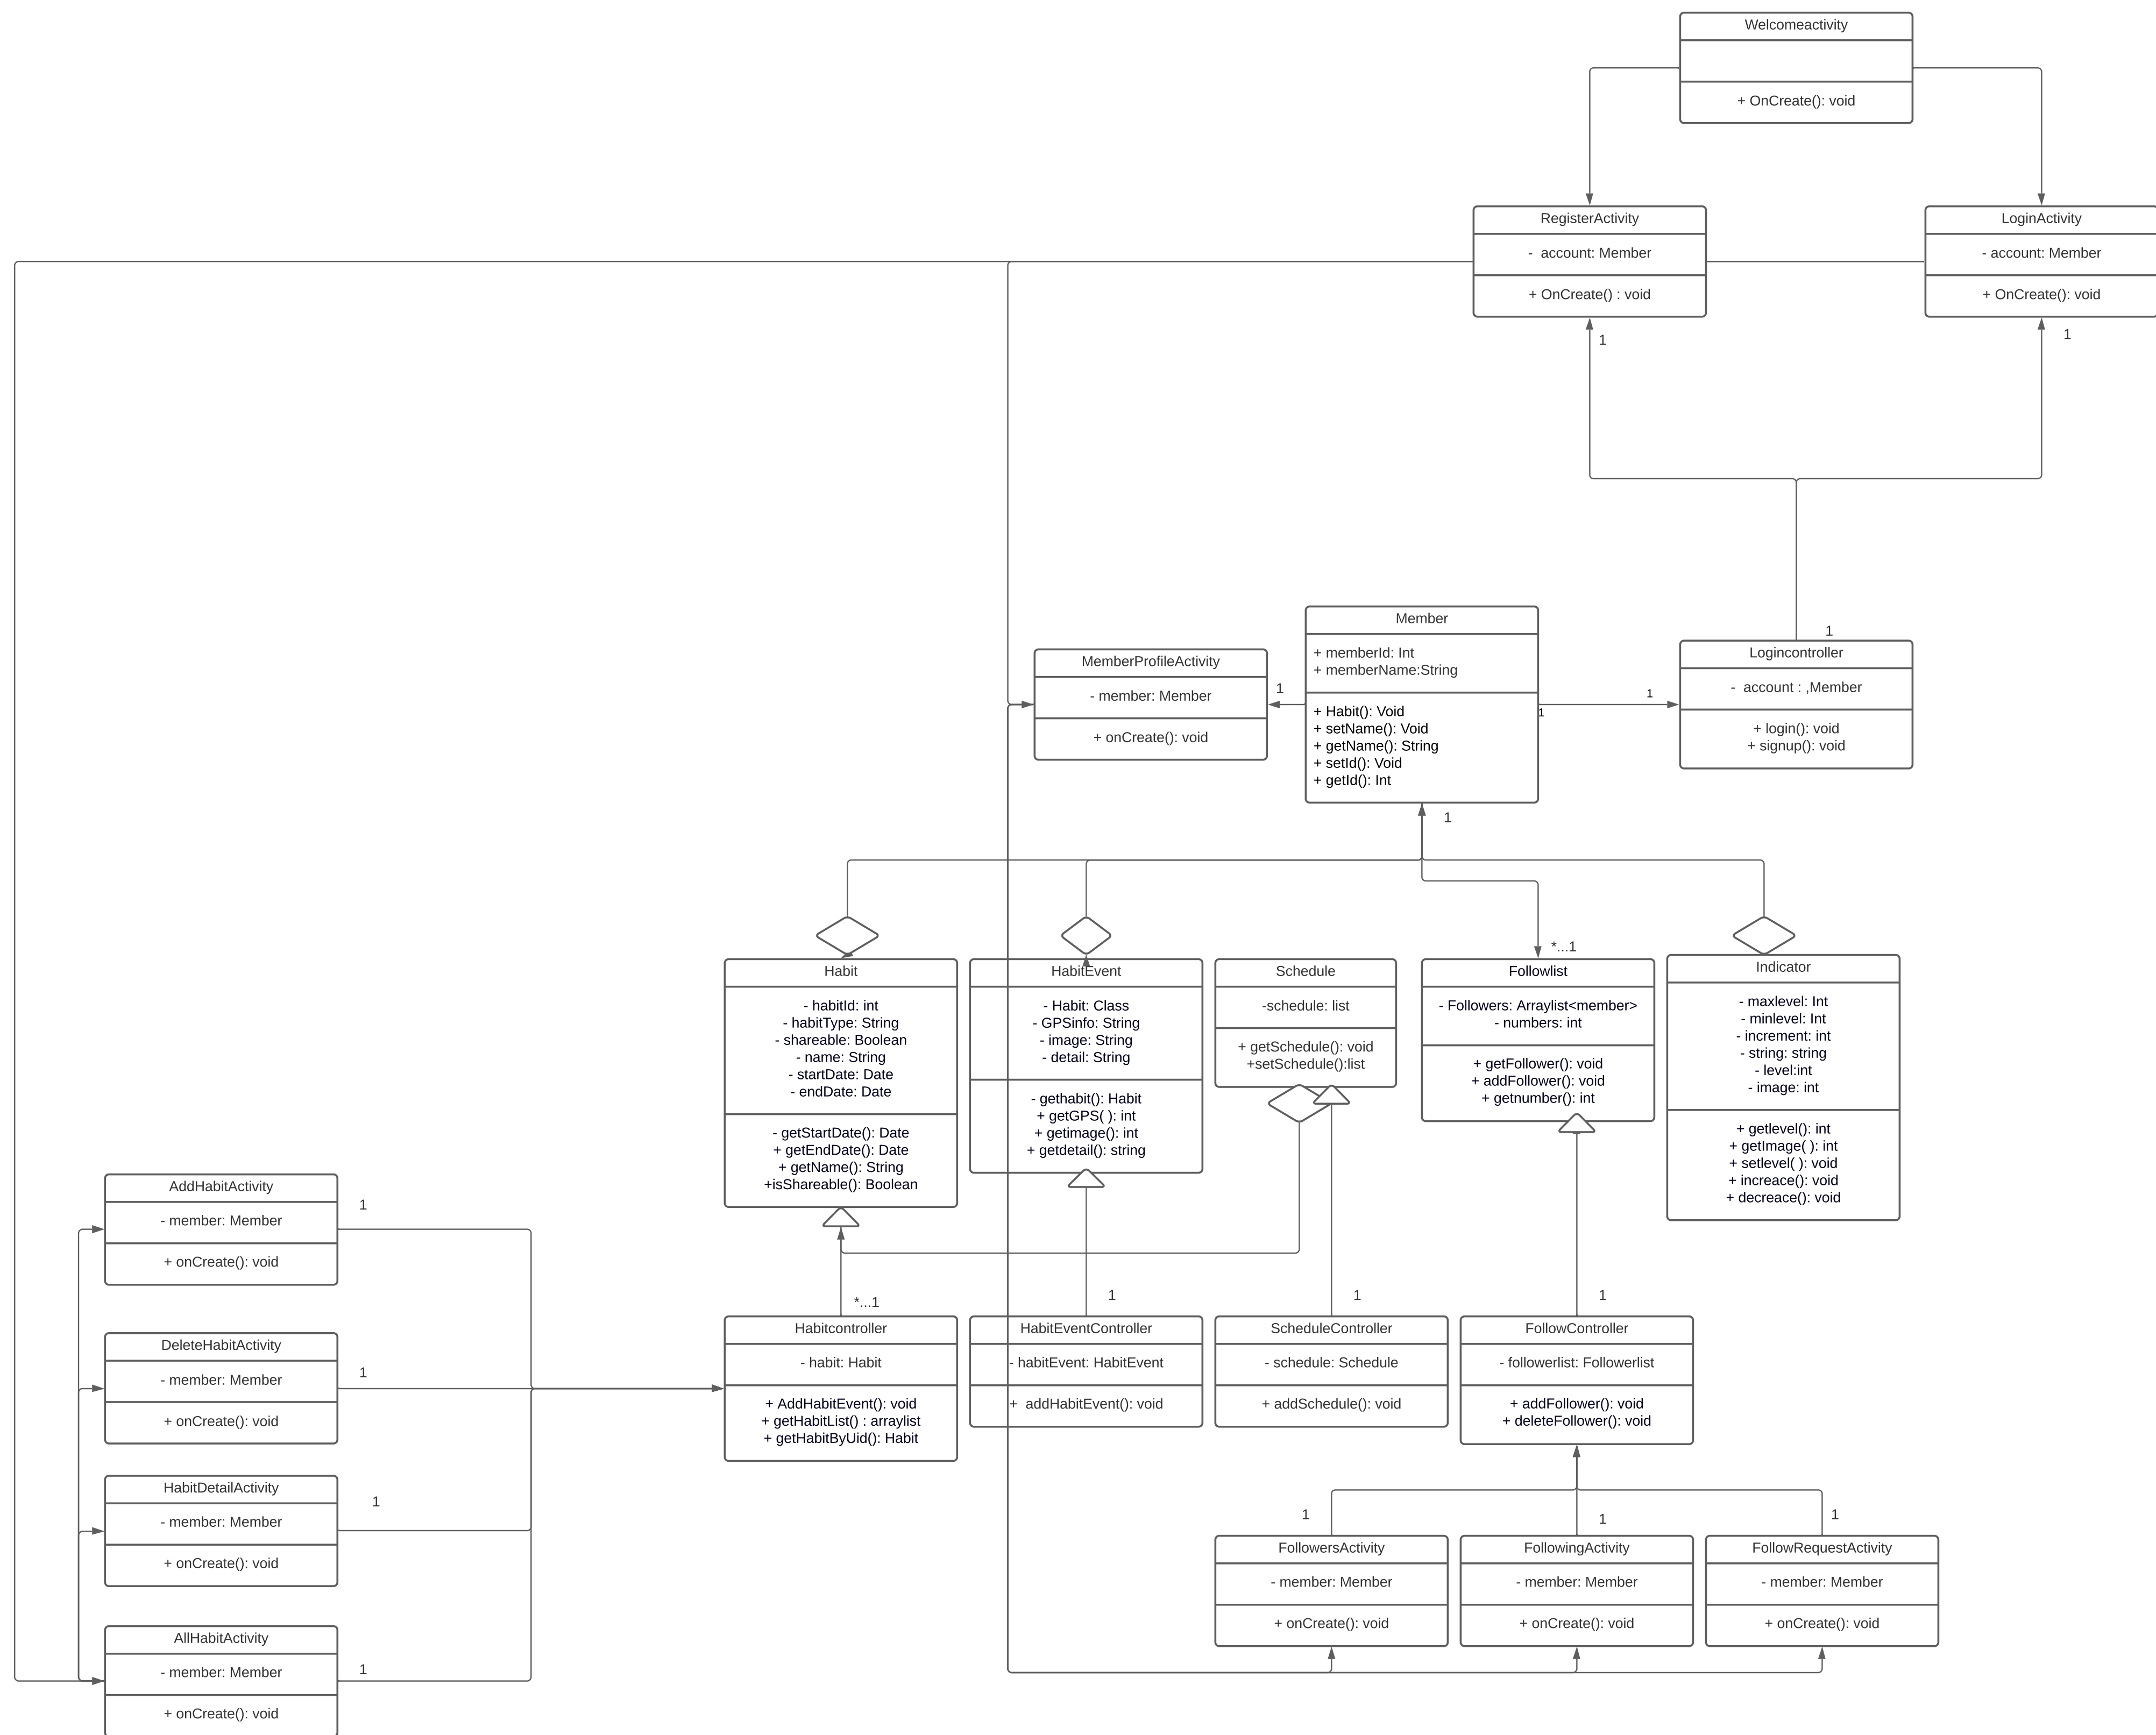 Welcomeactivity
+ OnCreate(): void
RegisterActivity
-  account: Member
+ OnCreate() : void
1
LoginActivity
- account: Member
+ OnCreate(): void
1
MemberProfileActivity
- member: Member
+ onCreate(): void
1
Member
+ memberId: Int
+ memberName:String
+ Habit(): Void
+ setName(): Void
+ getName(): String
+ setId(): Void
+ getId(): Int
1
1
1
1
Logincontroller
-  account : ,Member
+ login(): void
+ signup(): void
Habit
- habitId: int
- habitType: String
- shareable: Boolean
- name: String
- startDate: Date
- endDate: Date
- getStartDate(): Date
+ getEndDate(): Date
+ getName(): String
+isShareable(): Boolean
HabitEvent
- Habit: Class
- GPSinfo: String
- image: String
- detail: String
- gethabit(): Habit
+ getGPS( ): int
+ getimage(): int
+ getdetail(): string
Schedule
-schedule: list
+ getSchedule(): void
+setSchedule():list
*...1
Followlist
- Followers: Arraylist<member>
- numbers: int
+ getFollower(): void
+ addFollower(): void
+ getnumber(): int
Indicator
- maxlevel: Int
- minlevel: Int
- increment: int
- string: string
- level:int
- image: int
+ getlevel(): int
+ getImage( ): int
+ setlevel( ): void
+ increace(): void
+ decreace(): void
AddHabitActivity
- member: Member
+ onCreate(): void
1
DeleteHabitActivity
- member: Member
+ onCreate(): void
1
HabitDetailActivity
- member: Member
+ onCreate(): void
1
AllHabitActivity
- member: Member
+ onCreate(): void
1
*...1
Habitcontroller
- habit: Habit
+ AddHabitEvent(): void
+ getHabitList() : arraylist
+ getHabitByUid(): Habit
1
HabitEventController
- habitEvent: HabitEvent
+  addHabitEvent(): void
1
ScheduleController
- schedule: Schedule
+ addSchedule(): void
1
FollowController
- followerlist: Followerlist
+ addFollower(): void
+ deleteFollower(): void
1
FollowersActivity
- member: Member
+ onCreate(): void
1
FollowingActivity
- member: Member
+ onCreate(): void
1
FollowRequestActivity
- member: Member
+ onCreate(): void